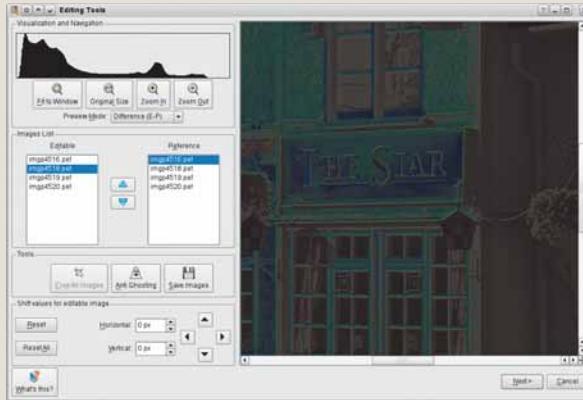 Editing Tools
Visualization and Navigation
Fit to Window
Original Size
Zoom In
Zoom Out
Preview Mode:
Difference (E-P)
Images List
Editable
Reference
imgp4516.pef
imgp4518.pef
imgp4519.pef
imgp4520.pef
imgp4516.pef
imgp4518.pef
imgp4519.pef
imgp4520.pef
Tools
Crop All Images
Anti Ghosting
Save Images
Shift values for editable image
Reset
Horizontal:
0 px
Reset All
Vertical:
0 px
What's this?
THE STAR
Next >
Cancel